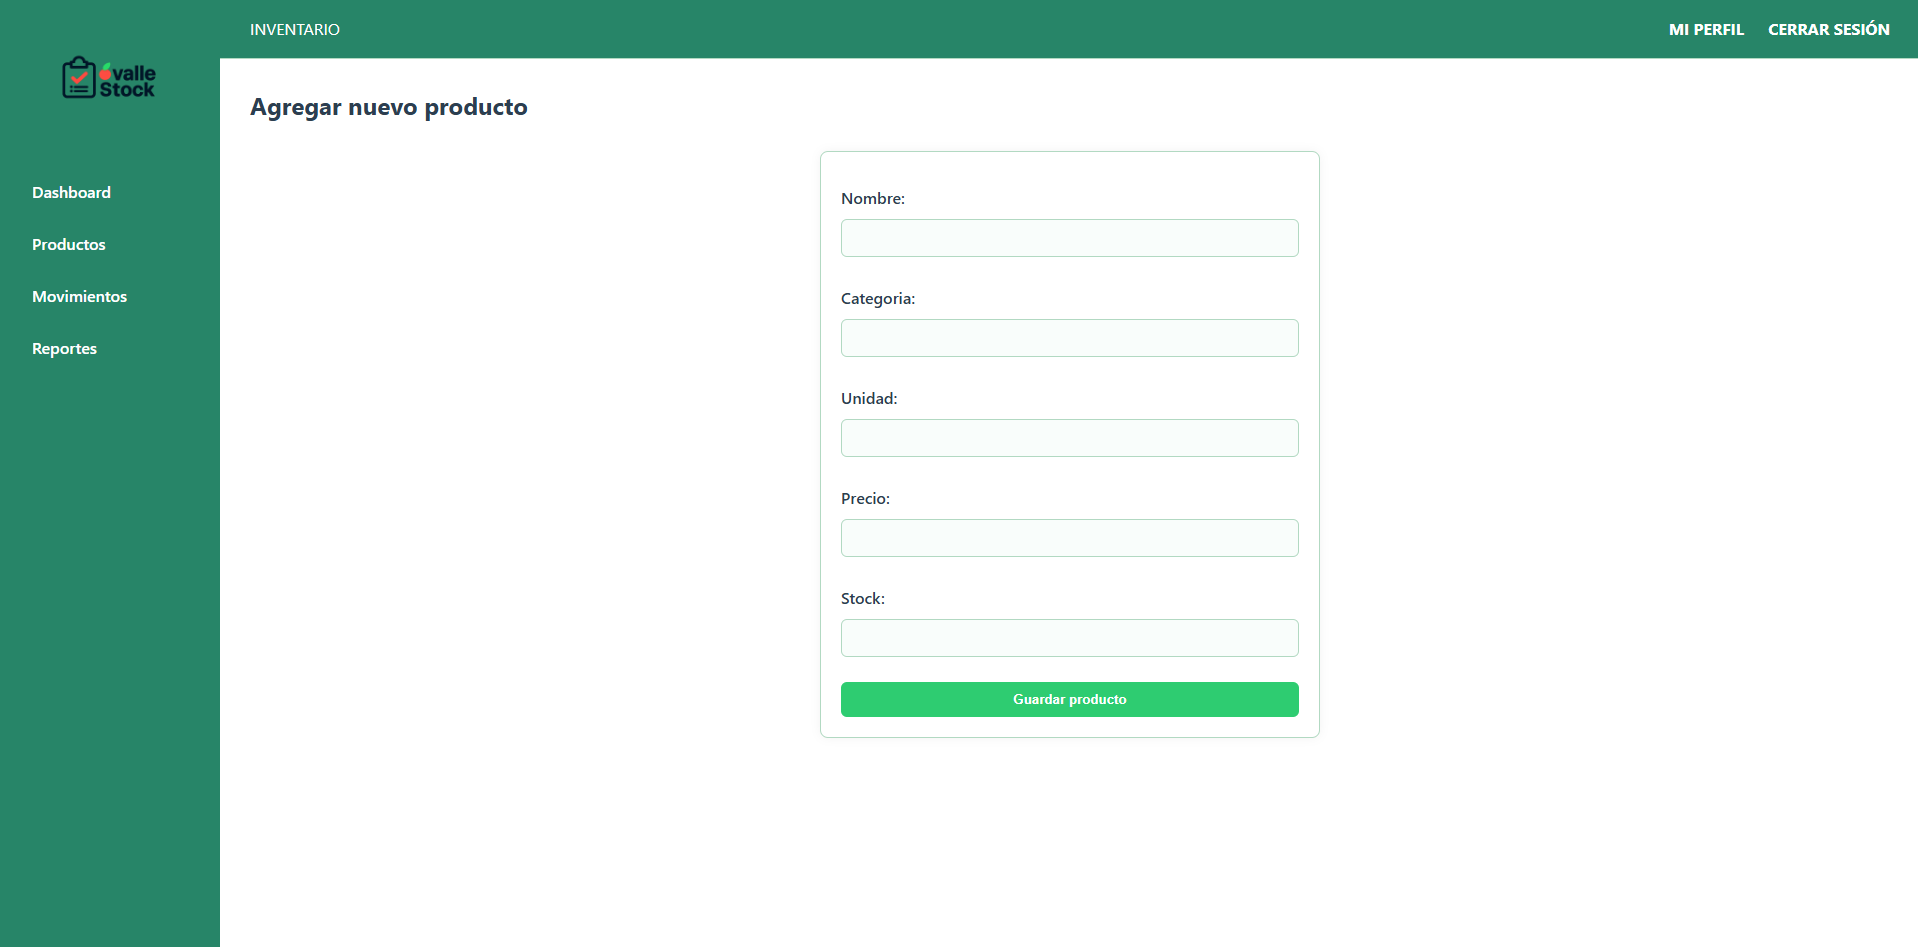 INVENTARIO
MI PERFIL
CERRAR SESIÓN
ovalle
Stock
Dashboard
Productos
Movimientos
Reportes
Agregar nuevo producto
Nombre:
Categoria:
Unidad:
Precio:
Stock:
Guardar producto